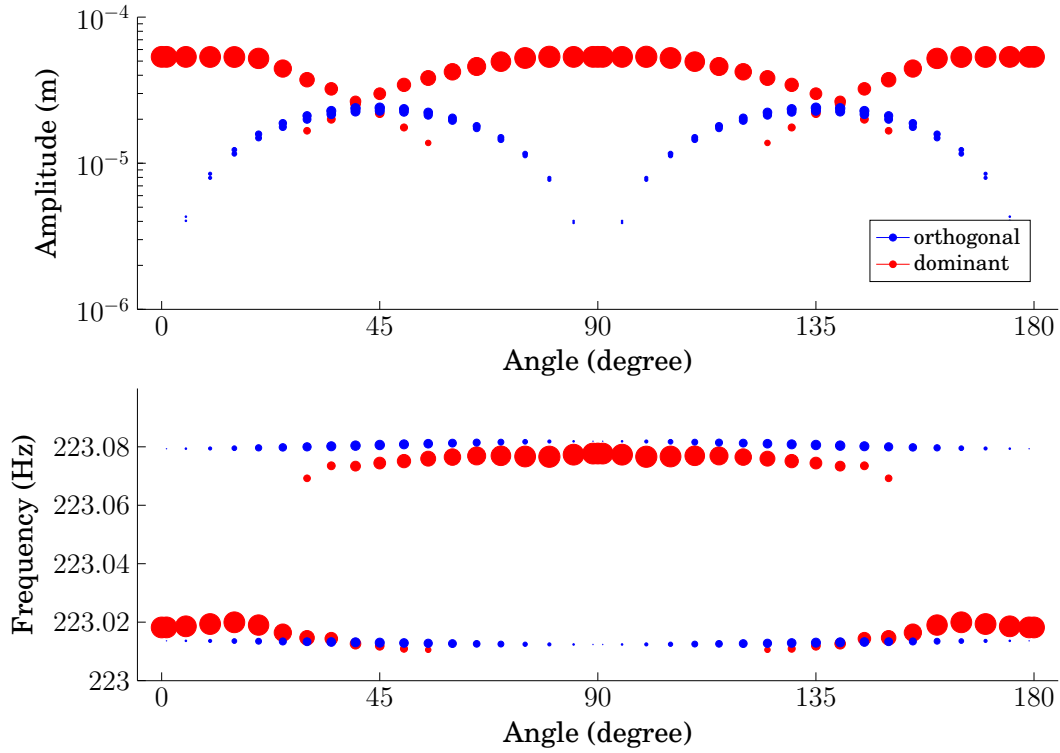 10⁻⁴
10⁻⁵
10⁻⁶
Amplitude (m)
orthogonal
dominant
0 45 90 135 180
Angle (degree)
223.08
223.06
223.04
223.02
223
Frequency (Hz)
0 45 90 135 180
Angle (degree)